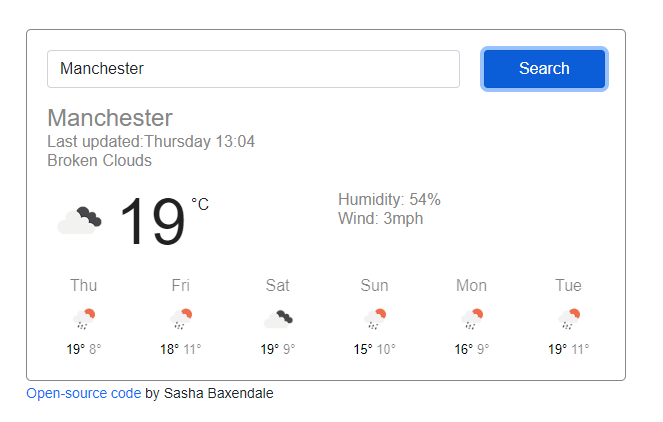 Manchester
Search
Manchester
Last updated:Thursday 13:04
Broken Clouds
19 °C
Humidity: 54%
Wind: 3mph
Thu Fri Sat Sun Mon Tue
19° 8° 18° 11° 19° 9° 15° 10° 16° 9° 19° 11°
Open-source code by Sasha Baxendale